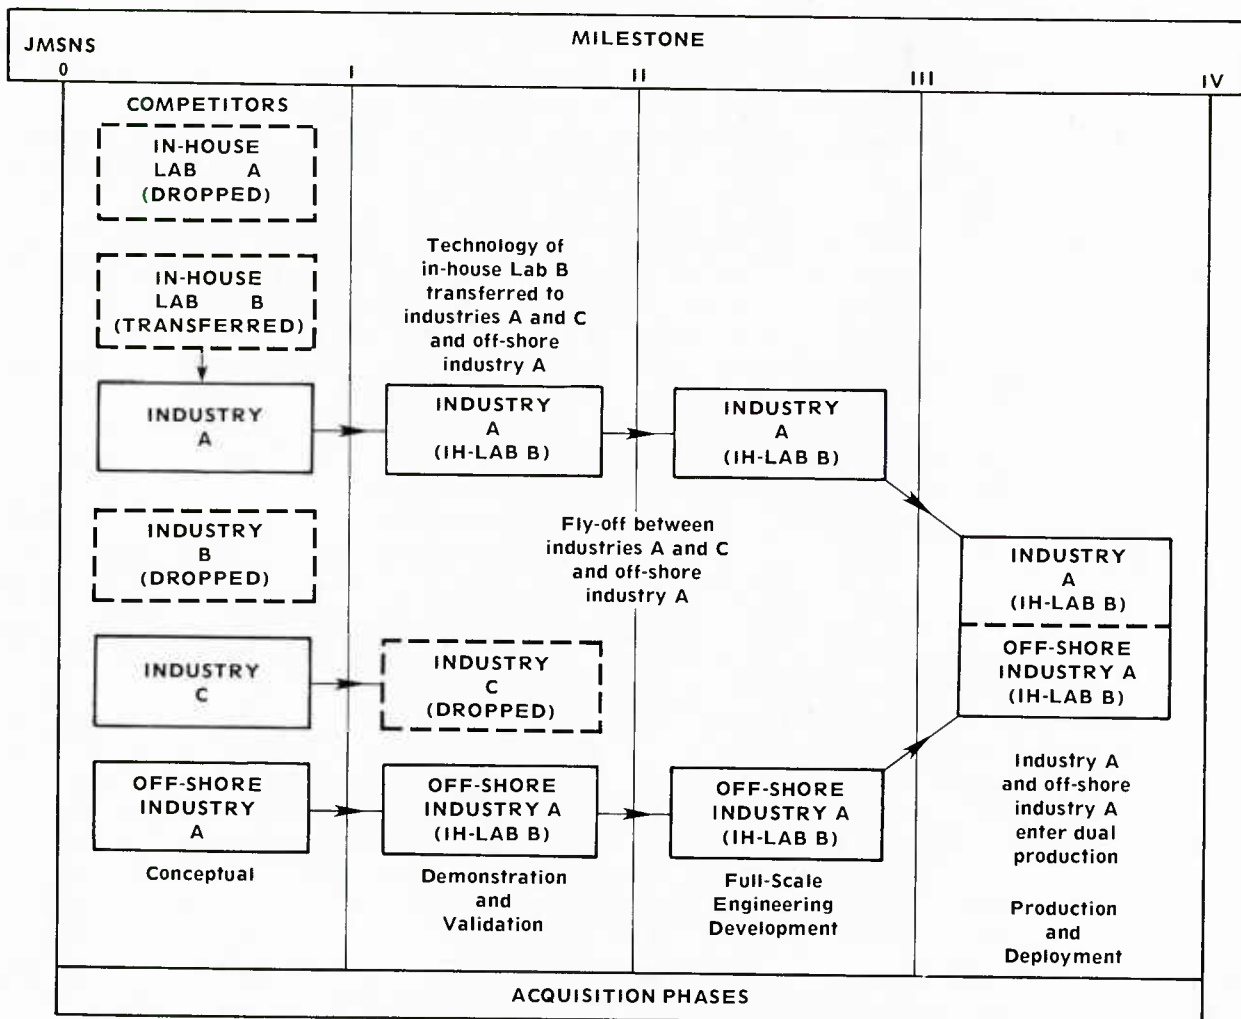 JMSNS
MILESTONE
0
I
II
III
IV
COMPETITORS
IN-HOUSE
LAB A
(DROPPED)
IN-HOUSE
LAB B
(TRANSFERRED)
INDUSTRY
A
INDUSTRY
B
(DROPPED)
INDUSTRY
C
OFF-SHORE
INDUSTRY
A
Conceptual
Technology of
in-house Lab B
transferred to
industries A and C
and off-shore
industry A
INDUSTRY
A
(IH-LAB B)
INDUSTRY
C
(DROPPED)
OFF-SHORE
INDUSTRY A
(IH-LAB B)
Demonstration
and
Validation
Fly-off between
industries A and C
and off-shore
industry A
INDUSTRY
A
(IH-LAB B)
OFF-SHORE
INDUSTRY A
(IH-LAB B)
Full-Scale
Engineering
Development
INDUSTRY
A
(IH-LAB B)
OFF-SHORE
INDUSTRY A
(IH-LAB B)
Industry A
and off-shore
industry A
enter dual
production
Production
and
Deployment
ACQUISITION PHASES